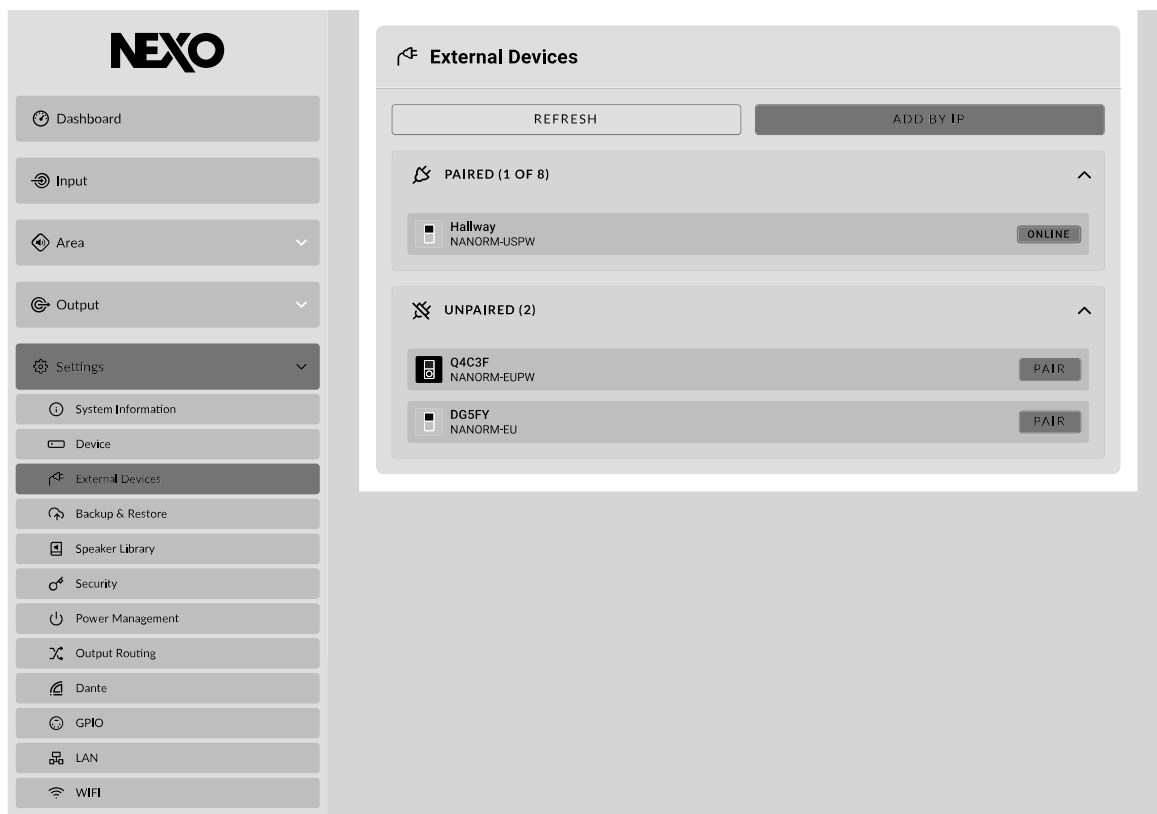 NEXO
Dashboard
Input
Area
Output
Settings
System Information
Device
External Devices
Backup & Restore
Speaker Library
Security
Power Management
Output Routing
Dante
GPIO
LAN
WIFI
External Devices
REFRESH
ADD BY IP
PAIRED (1 OF 8)
Hallway
NANORM-USPW
ONLINE
UNPAIRED (2)
Q4C3F
NANORM-EUPW
PAIR
DG5FY
NANORM-EU
PAIR